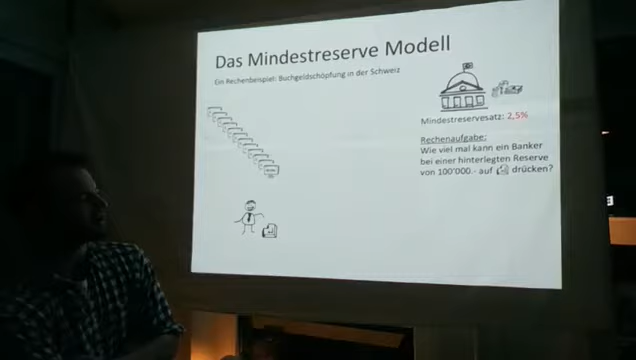 Das Mindestreserve Modell
Ein Rechenbeispiel: Buchgeldschöpfung in der Schweiz
Mindestreservesatz: 2,5%
Rechenaufgabe:
Wie viel mal kann ein Banker
bei einer hinterlegten Reserve
von 100'000.- auf drücken?